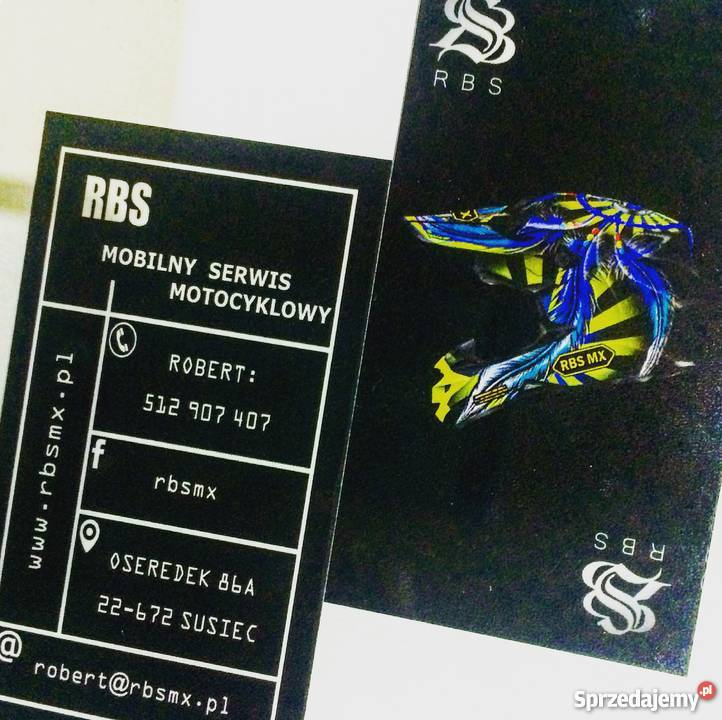 RBS
MOBILNY SERWIS
MOTOCYKLOWY
www.rbsmx.pl
ROBERT:
512 907 407
f
rbsmx
OSEREDEK 86A
22-672 SUSIEC
@
robert@rbsmx.pl
S
RBS
RBS MX
RBS
S
Sprzedajemy.pl